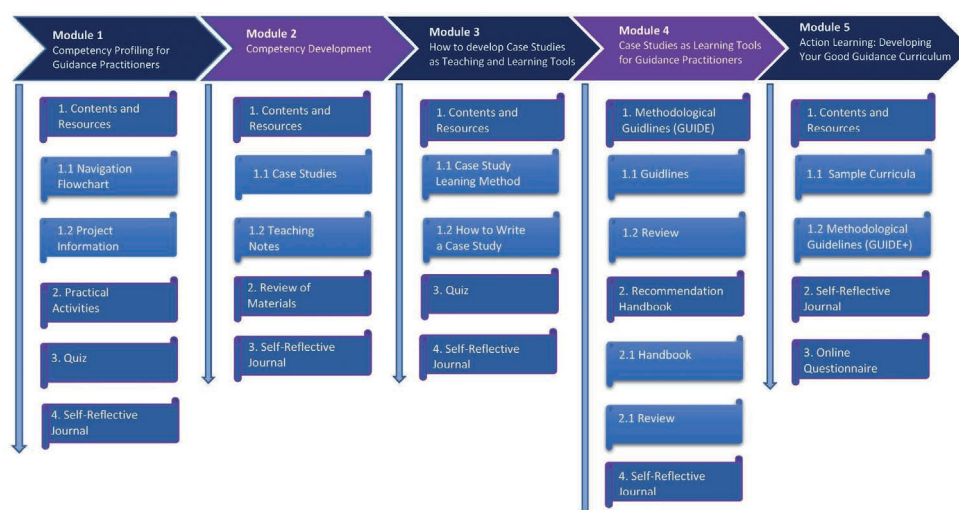 Module 1
Competency Profiling for
Guidance Practitioners
Module 2
Competency Development
Module 3
How to develop Case Studies
as Teaching and Learning Tools
Module 4
Case Studies as Learning Tools
for Guidance Practitioners
Module 5
Action Learning: Developing
Your Good Guidance Curriculum
1. Contents and
Resources
1.1 Navigation
Flowchart
1.2 Project
Information
2. Practical
Activities
3. Quiz
4. Self-Reflective
Journal
1. Contents and
Resources
1.1 Case Studies
1.2 Teaching
Notes
2. Review of
Materials
3. Self-Reflective
Journal
1. Contents and
Resources
1.1 Case Study
Leaning Method
1.2 How to Write
a Case Study
3. Quiz
4. Self-Reflective
Journal
1. Methodological
Guidlines (GUIDE)
1.1 Guidlines
1.2 Review
2. Recommendation
Handbook
2.1 Handbook
2.1 Review
4. Self-Reflective
Journal
1. Contents and
Resources
1.1 Sample Curricula
1.2 Methodological
Guidelines (GUIDE+)
2. Self-Reflective
Journal
3. Online
Questionnaire